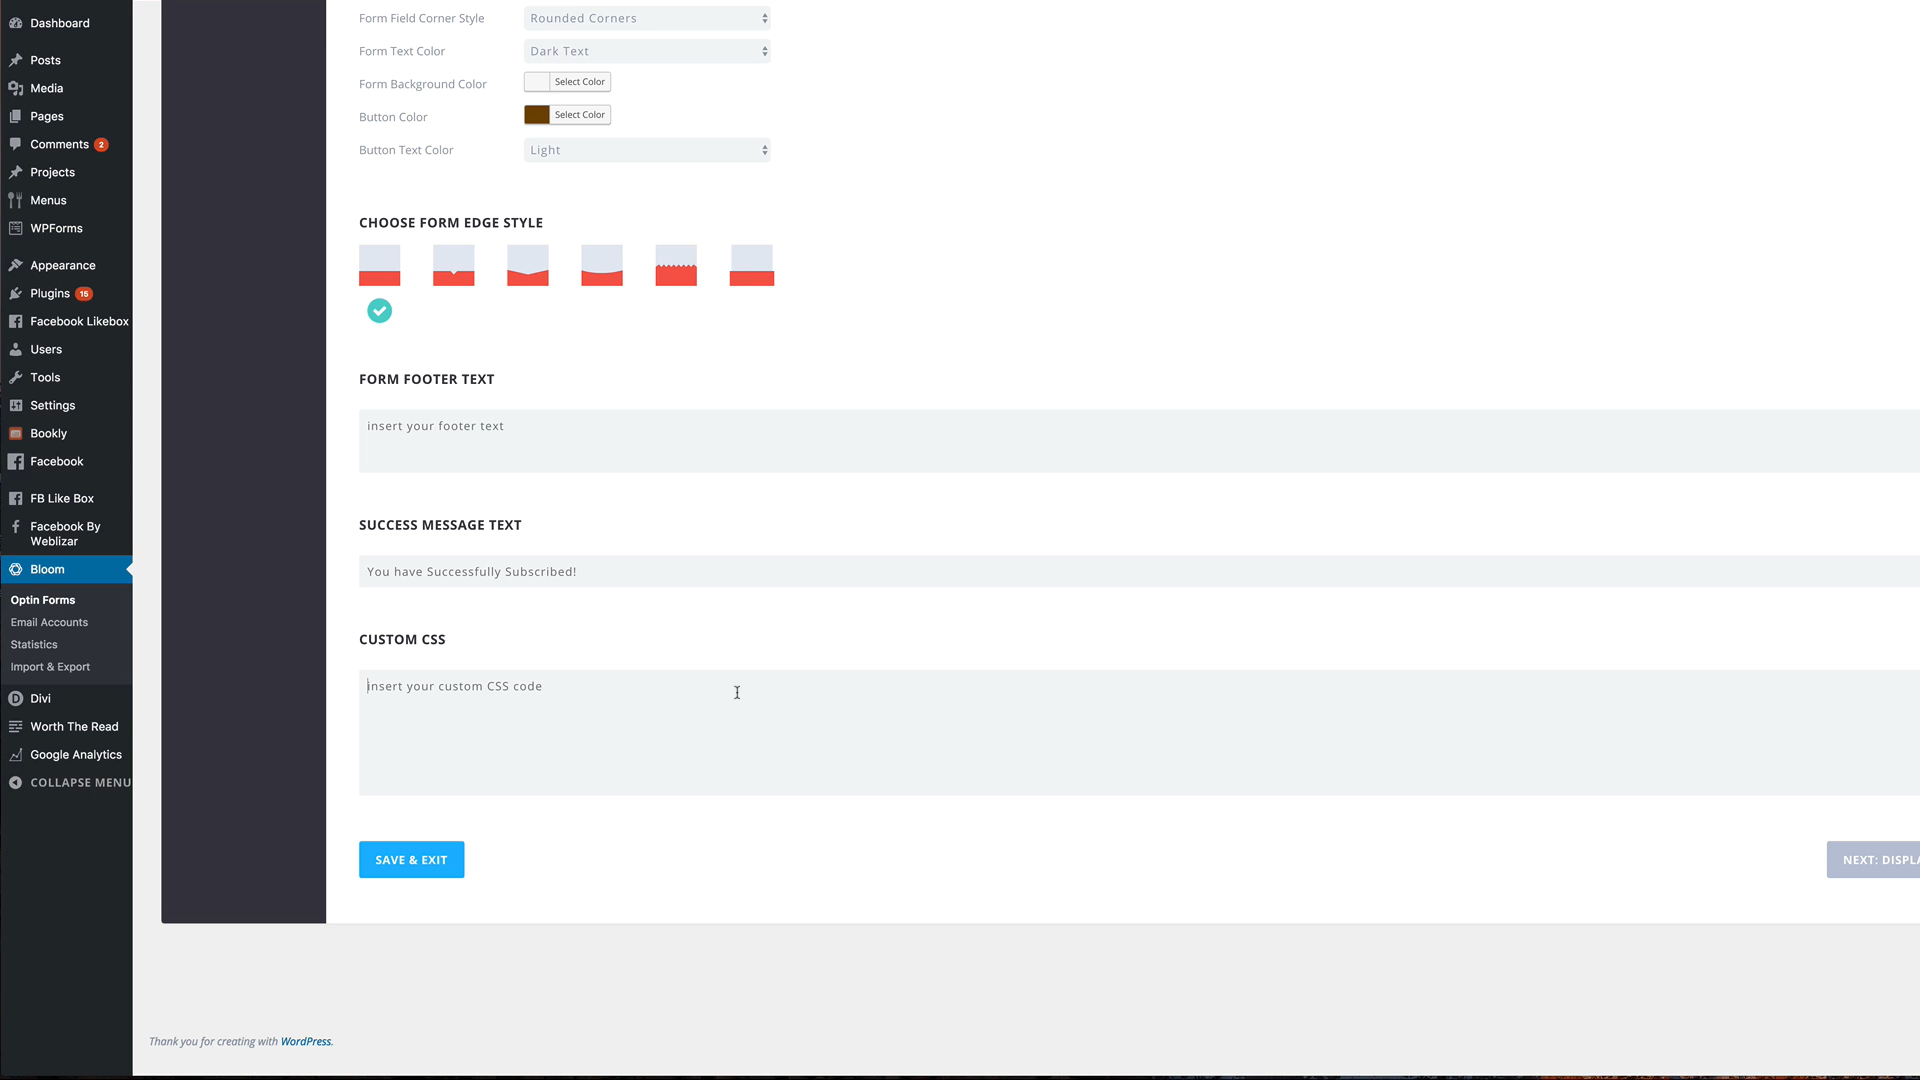 Dashboard
Posts
Media
Pages
Comments 2
Projects
Menus
WPForms
Appearance
Plugins 15
Facebook Likebox
Users
Tools
Settings
Bookly
Facebook
FB Like Box
Facebook By
Weblizar
Bloom
Optin Forms
Email Accounts
Statistics
Import & Export
Divi
Worth The Read
Google Analytics
COLLAPSE MENU
Form Field Corner Style Rounded Corners
Form Text Color Dark Text
Form Background Color Select Color
Button Color Select Color
Button Text Color Light
CHOOSE FORM EDGE STYLE
FORM FOOTER TEXT
insert your footer text
SUCCESS MESSAGE TEXT
You have Successfully Subscribed!
CUSTOM CSS
insert your custom CSS code
SAVE & EXIT
NEXT: DISPLA
Thank you for creating with WordPress.